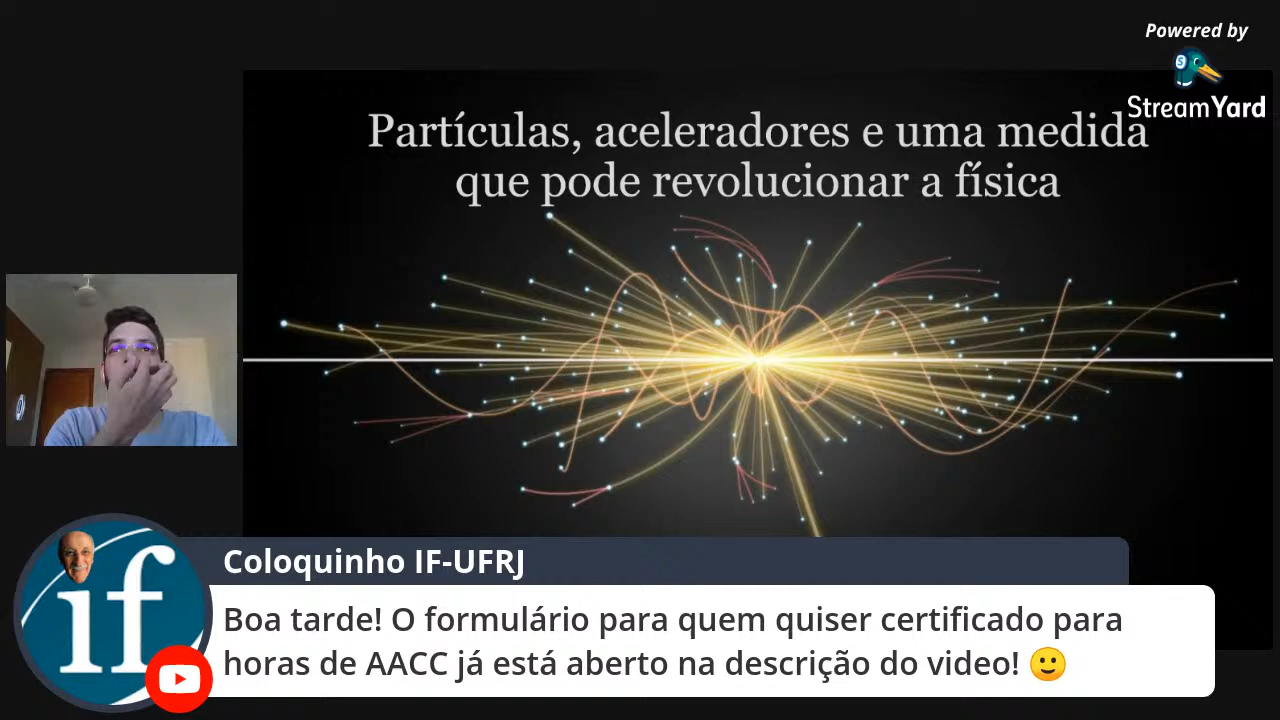 Powered by
StreamYard
Partículas, aceleradores e uma medida
que pode revolucionar a física
if
Coloquinho IF-UFRJ
Boa tarde! O formulário para quem quiser certificado para
horas de AACC já está aberto na descrição do video! 🙂